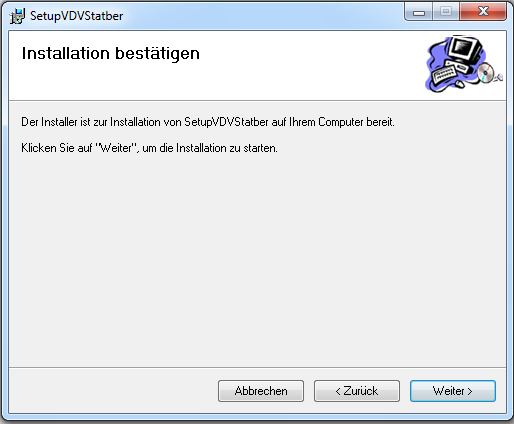 SetupVDVStatber
Installation bestätigen
Der Installer ist zur Installation von SetupVDVStatber auf Ihrem Computer bereit.
Klicken Sie auf "Weiter", um die Installation zu starten.
Abbrechen
< Zurück
Weiter >